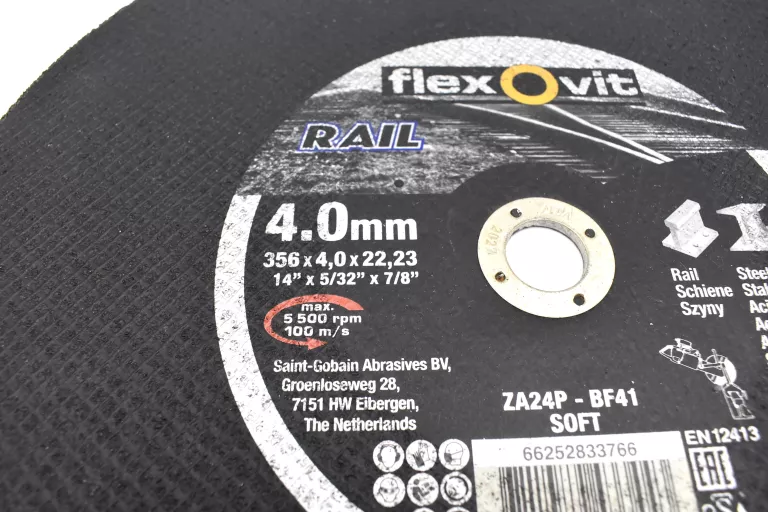 flexovit
RAIL
4.0mm
356 x 4,0 x 22,23
14" x 5/32" x 7/8"
max.
5 500 rpm
100 m/s
Saint-Gobain Abrasives BV,
Groenloseweg 28,
7151 HW Eibergen,
The Netherlands
Rail
Schiene
Szyny
ZA24P - BF41
SOFT
66252833766
EN12413
EAC